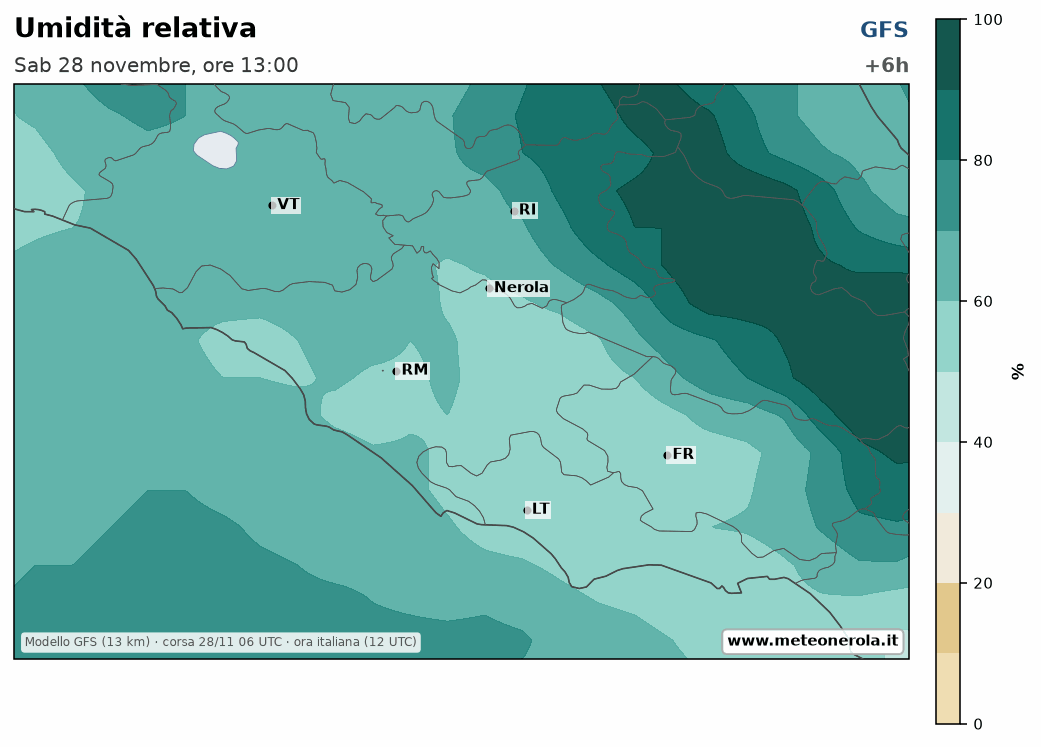 Umidità relativa
GFS
Sab 28 novembre, ore 13:00
+6h
100
80
60
40
20
0
%
VT
RI
Nerola
RM
FR
LT
Modello GFS (13 km) · corsa 28/11 06 UTC · ora italiana (12 UTC)
www.meteonerola.it